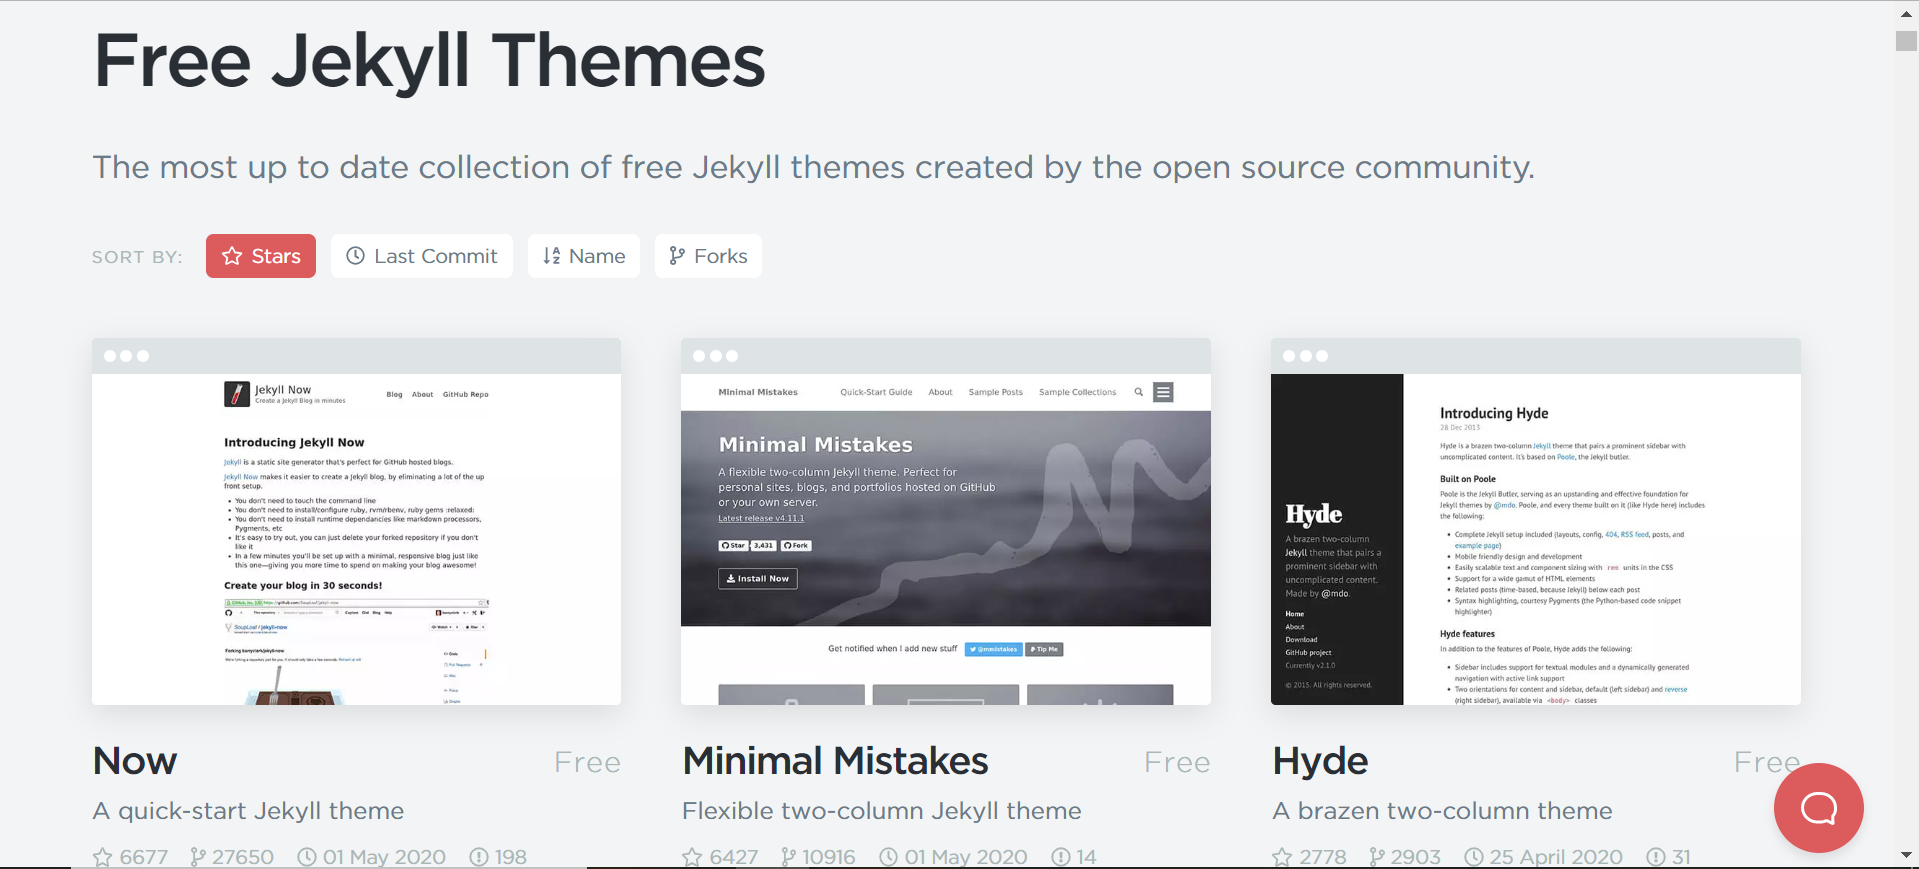 Free Jekyll Themes
The most up to date collection of free Jekyll themes created by the open source community.
SORT BY: Stars Last Commit Name Forks
Jekyll Now
Create a Jekyll Blog in minutes
Blog About GitHub Repo
Introducing Jekyll Now
Jekyll is a static site generator that's perfect for GitHub hosted blogs.
Jekyll Now makes it easier to create a Jekyll blog, by eliminating a lot of the up
front setup.
• You don't need to touch the command line
• You don't need to install/configure ruby, rvm/rbenv, ruby gems :relaxed:
• You don't need to install runtime dependancies like markdown processors,
Pygments, etc
• It's easy to try out, you can just delete your forked repository if you don't
like it
• In a few minutes you'll be set up with a minimal, responsive blog just like
this one—giving you more time to spend on making your blog awesome!
Create your blog in 30 seconds!
Minimal Mistakes Quick-Start Guide About Sample Posts Sample Collections
Minimal Mistakes
A flexible two-column Jekyll theme. Perfect for
personal sites, blogs, and portfolios hosted on GitHub
or your own server.
Latest release v4.11.1
Star 3,431 Fork
Install Now
Get notified when I add new stuff @mmistakes Tip Me
Hyde
A brazen two-column
Jekyll theme that pairs a
prominent sidebar with
uncomplicated content.
Made by @mdo.
Home
About
Download
GitHub project
Currently v2.1.0
© 2015. All rights reserved.
Introducing Hyde
28 Dec 2013
Hyde is a brazen two-column Jekyll theme that pairs a prominent sidebar with
uncomplicated content. It's based on Poole, the Jekyll butler.
Built on Poole
Poole is the Jekyll Butler, serving as an upstanding and effective foundation for
Jekyll themes by @mdo. Poole, and every theme built on it (like Hyde here) includes
the following:
• Complete Jekyll setup included (layouts, config, 404, RSS feed, posts, and
example page)
• Mobile friendly design and development
• Easily scalable text and component sizing with rem units in the CSS
• Support for a wide gamut of HTML elements
• Related posts (time-based, because Jekyll) below each post
• Syntax highlighting, courtesy Pygments (the Python-based code snippet
highlighter)
Hyde features
In addition to the features of Poole, Hyde adds the following:
• Sidebar includes support for textual modules and a dynamically generated
navigation with active link support
• Two orientations for content and sidebar, default (left sidebar) and reverse
(right sidebar), available via <body> classes
Now Free
A quick-start Jekyll theme
6677 27650 01 May 2020 198
Minimal Mistakes Free
Flexible two-column Jekyll theme
6427 10916 01 May 2020 14
Hyde Free
A brazen two-column theme
2778 2903 25 April 2020 31